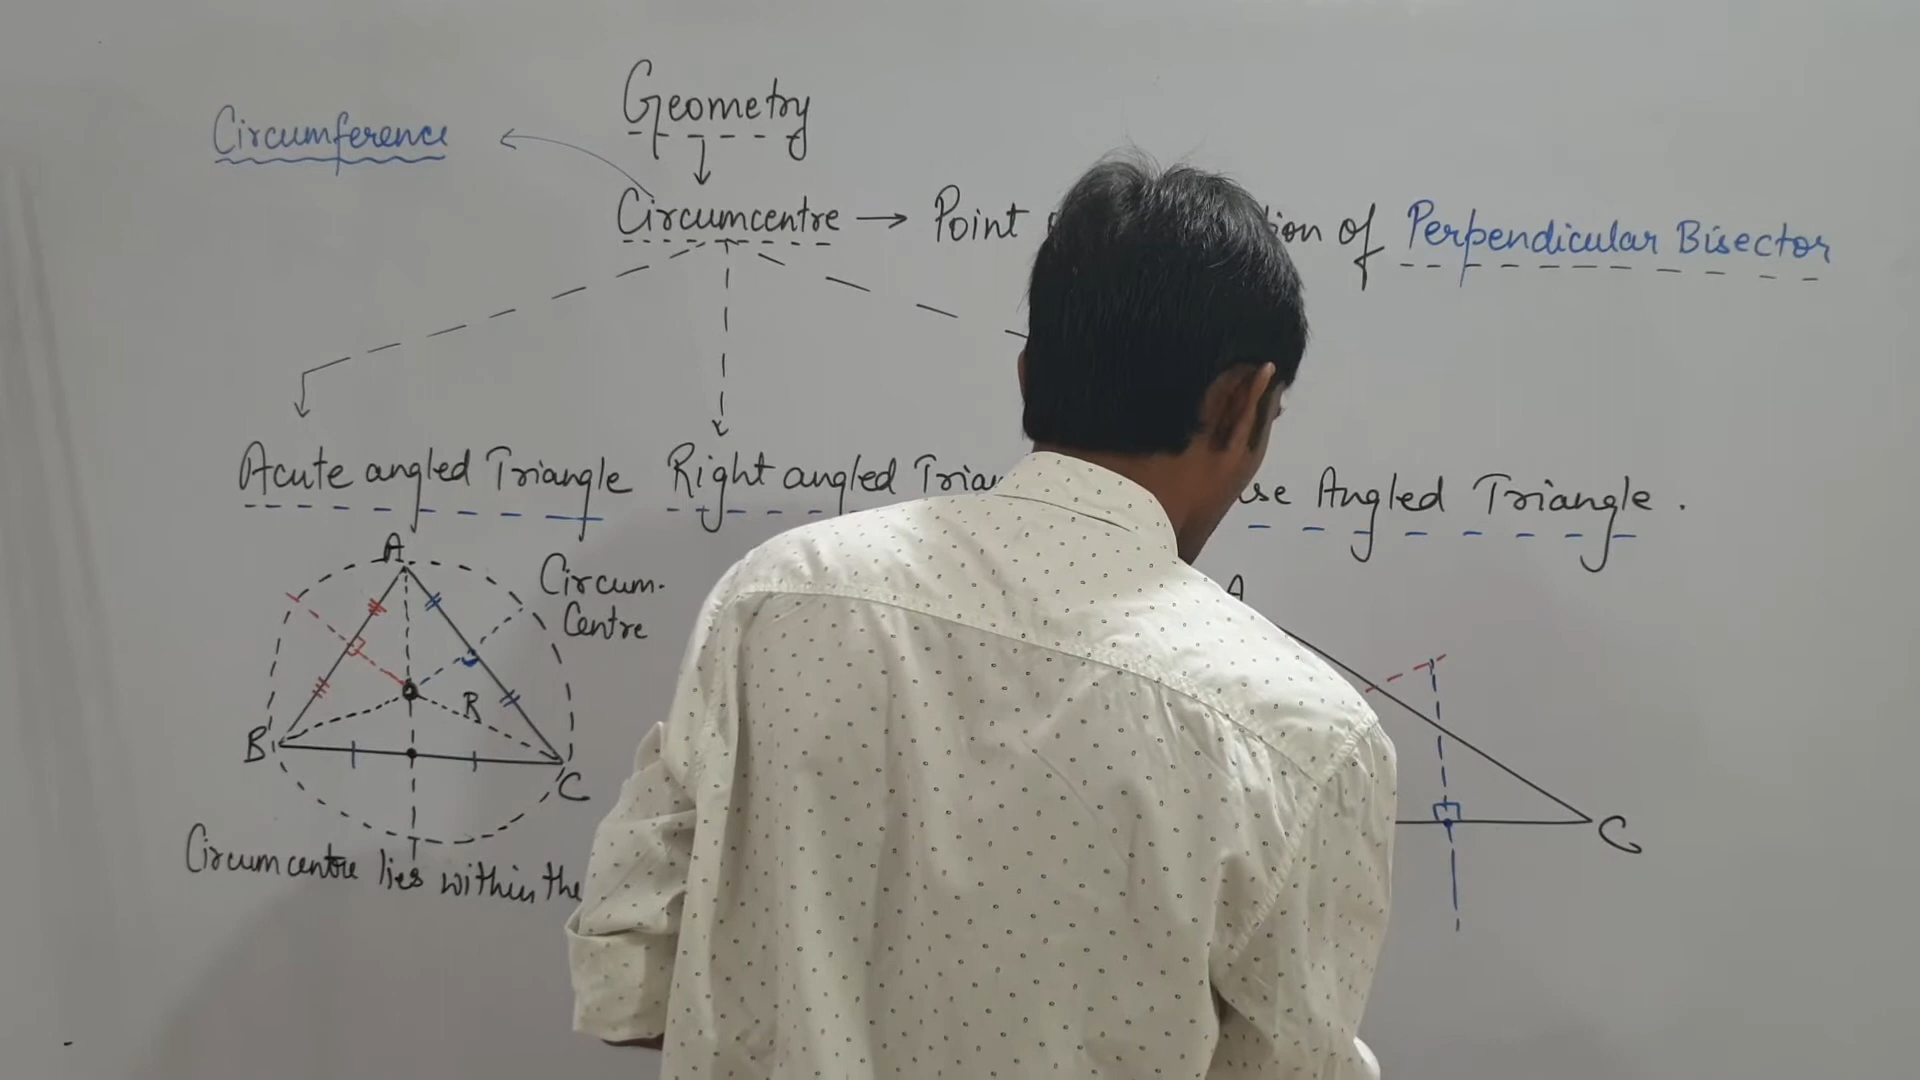 Geometry
Circumference
Circumcentre → Point of Perpendicular Bisector
Acute angled Triangle Right angled Angled Triangle.
A
Circum-
Centre
R
B
C
Circumcentre lies within the
A
C